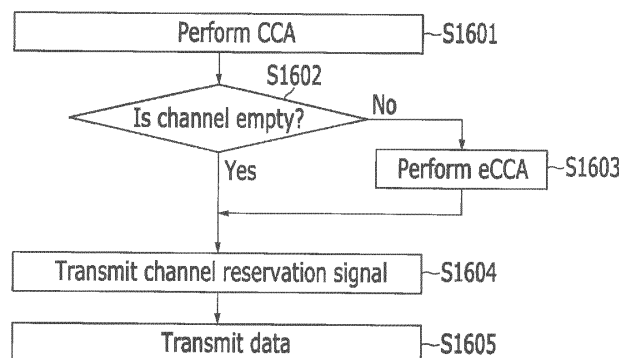 Perform CCA
S1601
S1602
Is channel empty?
No
Yes
Perform eCCA
S1603
Transmit channel reservation signal
S1604
Transmit data
S1605